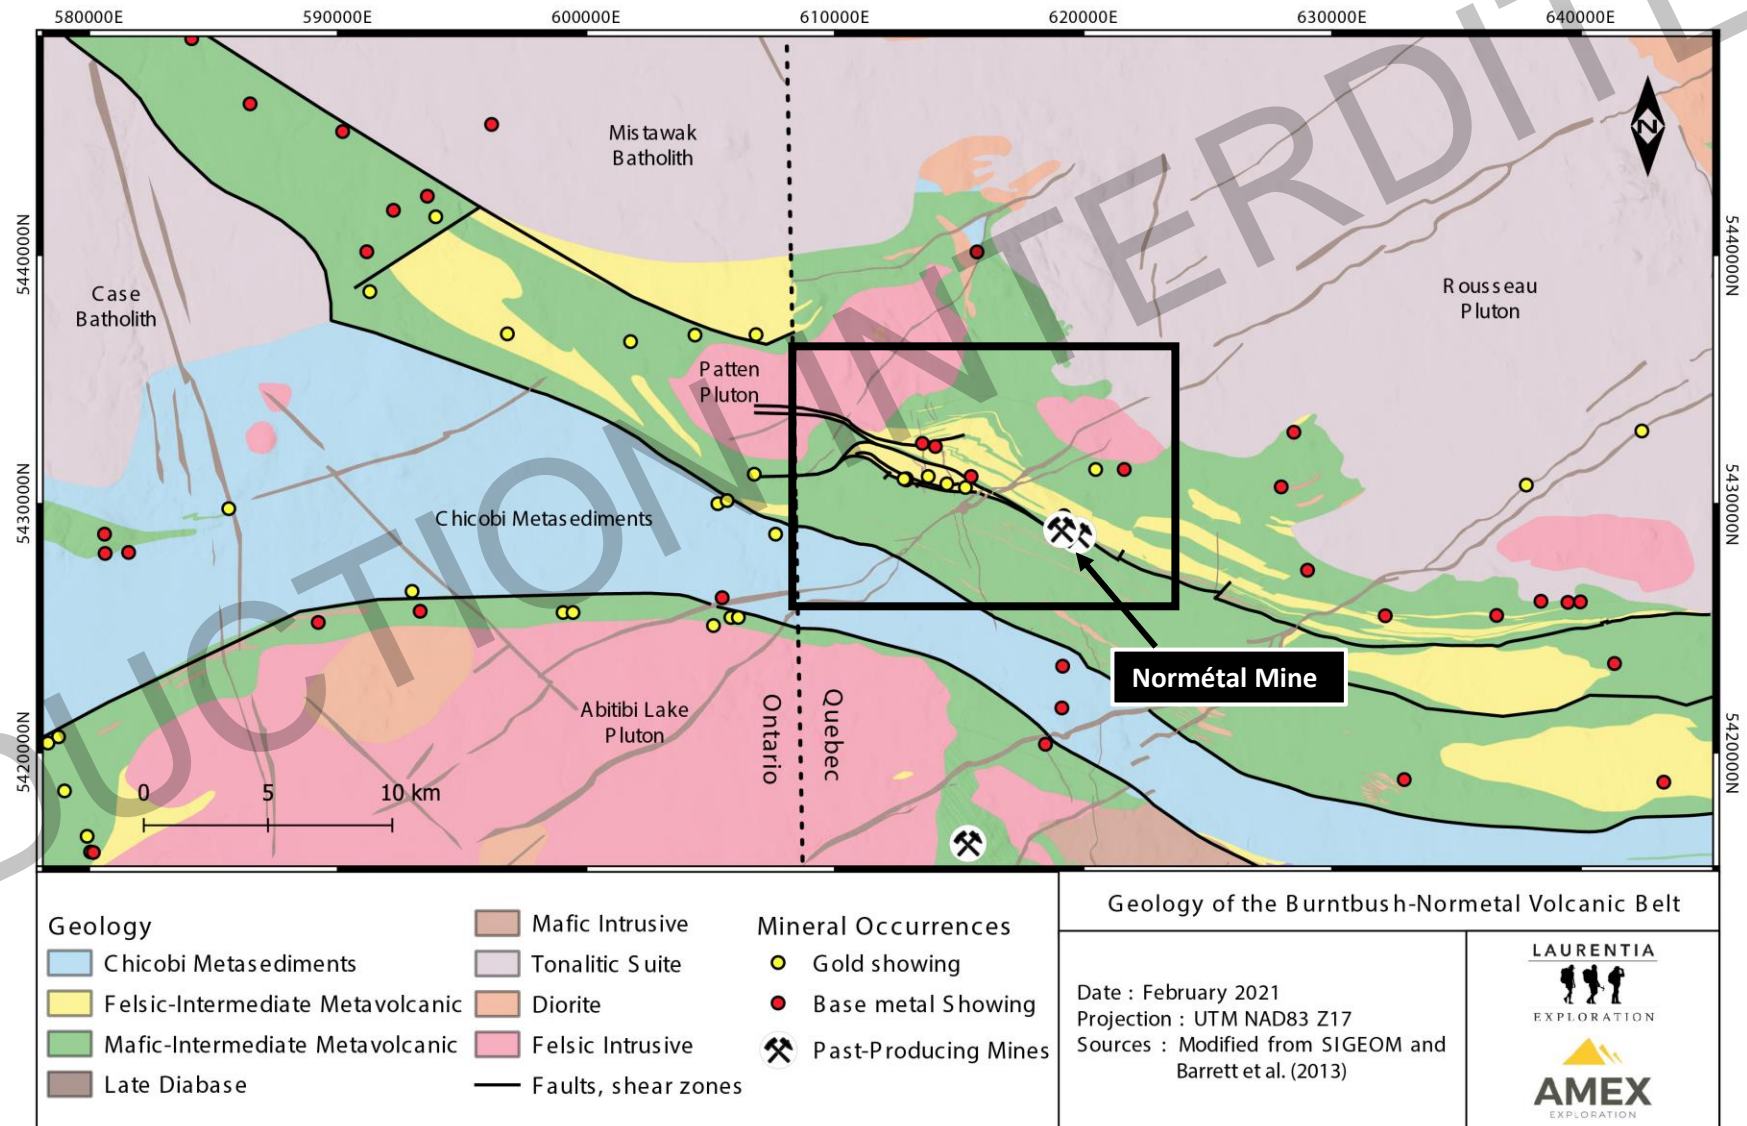 580000E 590000E 600000E 610000E 620000E 630000E 640000E
5440000N
5430000N
5420000N
5440000N
5430000N
5420000N
UCTION INTERDITE
N
Mistawak
Batholith
Case
Batholith
Rousseau
Pluton
Patten
Pluton
Chicobi Metasediments
Normétal Mine
Abitibi Lake
Pluton
Ontario
Quebec
0 5 10 km
Geology
Chicobi Metasediments
Felsic-Intermediate Metavolcanic
Mafic-Intermediate Metavolcanic
Late Diabase
Mafic Intrusive
Tonalitic Suite
Diorite
Felsic Intrusive
Faults, shear zones
Mineral Occurrences
Gold showing
Base metal Showing
Past-Producing Mines
Geology of the Burntbush-Normetal Volcanic Belt
Date : February 2021
Projection : UTM NAD83 Z17
Sources : Modified from SIGEOM and
Barrett et al. (2013)
LAURENTIA
EXPLORATION
AMEX
EXPLORATION